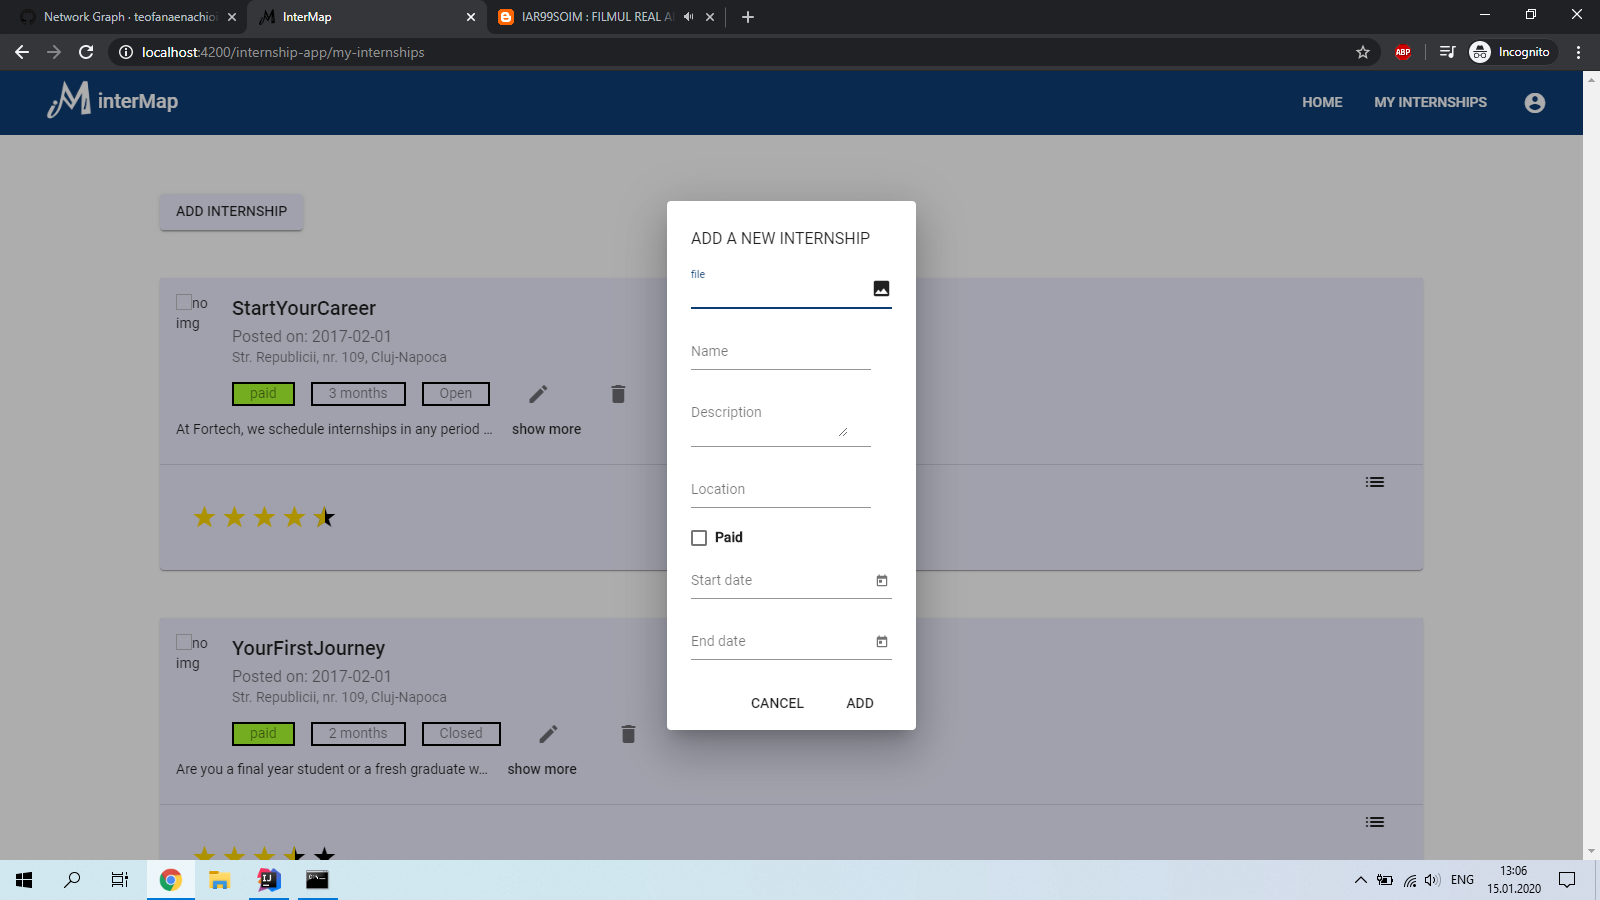 Network Graph · teofanaenachioi
InterMap
IAR99SOIM : FILMUL REAL A
localhost:4200/internship-app/my-internships
ABP
Incognito
iM interMap
HOME
MY INTERNSHIPS
ADD INTERNSHIP
no img
StartYourCareer
Posted on: 2017-02-01
Str. Republicii, nr. 109, Cluj-Napoca
paid
3 months
Open
At Fortech, we schedule internships in any period ...
show more
no img
YourFirstJourney
Posted on: 2017-02-01
Str. Republicii, nr. 109, Cluj-Napoca
paid
2 months
Closed
Are you a final year student or a fresh graduate w...
show more
ADD A NEW INTERNSHIP
file
Name
Description
Location
Paid
Start date
End date
CANCEL
ADD
IJ
ENG
13:06
15.01.2020